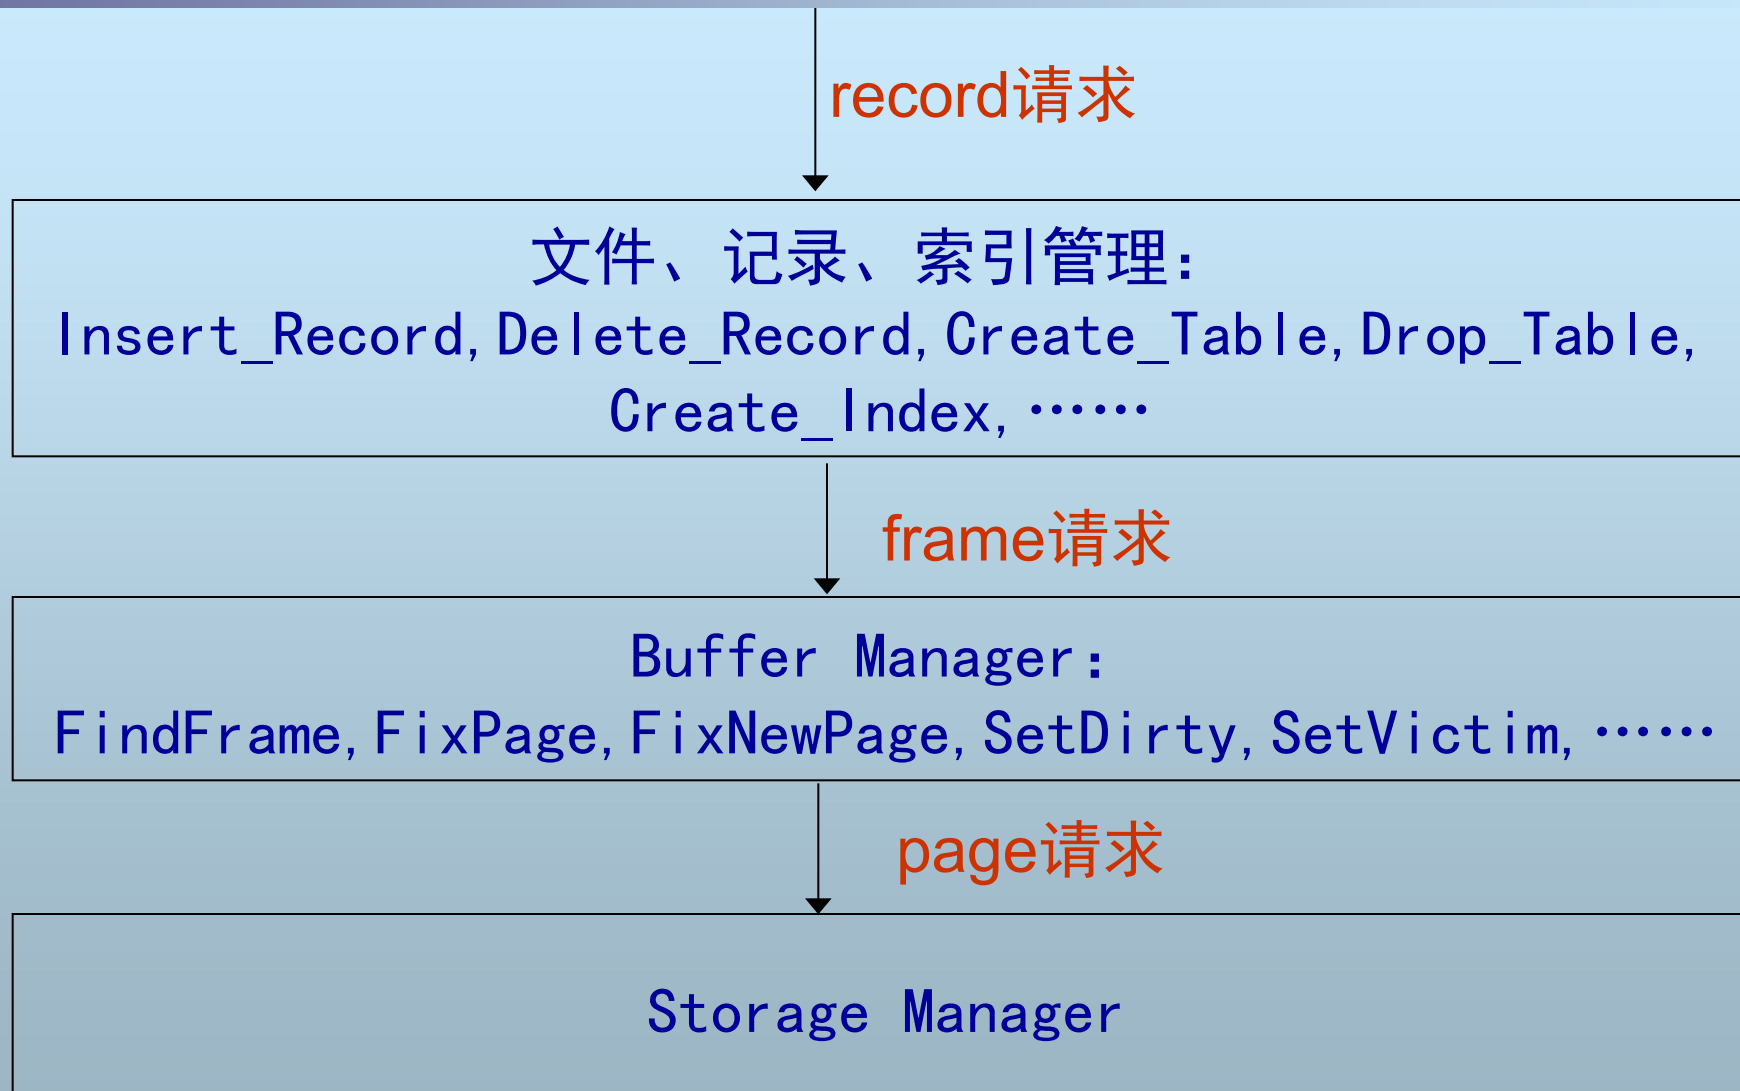 record请求
文件、记录、索引管理：
Insert_Record,Delete_Record,Create_Table,Drop_Table,
Create_Index,……
frame请求
Buffer Manager：
FindFrame,FixPage,FixNewPage,SetDirty,SetVictim,……
page请求
Storage Manager